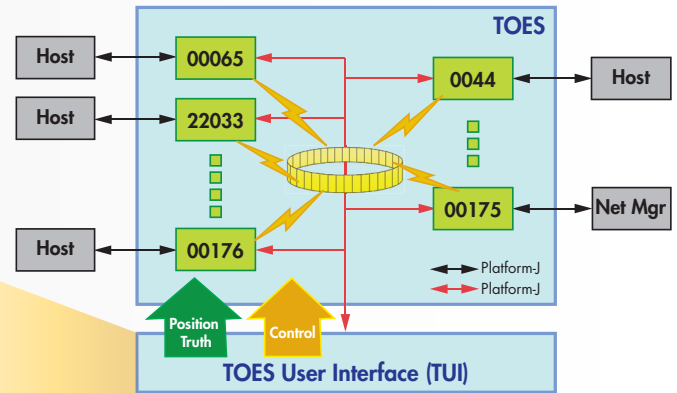 TOES
Host
00065
0044
Host
Host
22033
Host
00176
00175
Net Mgr
Platform-J
Platform-J
Position
Truth
Control
TOES User Interface (TUI)